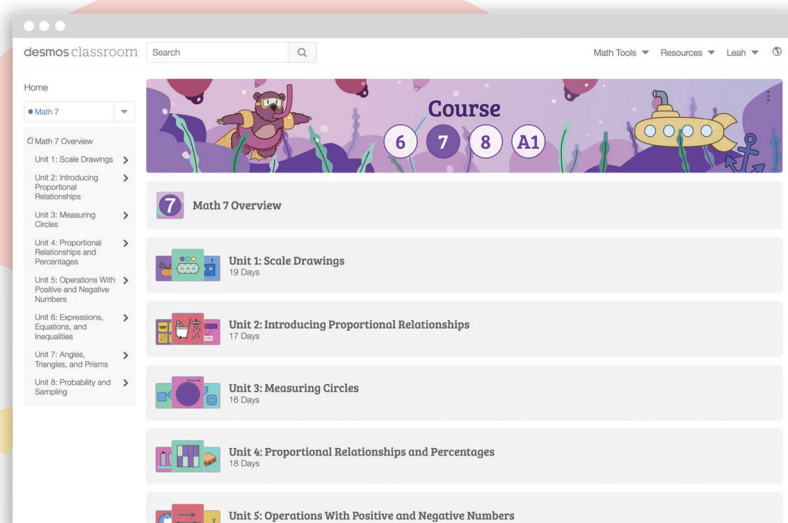 desmos classroom
Search
Math Tools
Resources
Leah
Home
Math 7
Math 7 Overview
Unit 1: Scale Drawings
Unit 2: Introducing
Proportional
Relationships
Unit 3: Measuring
Circles
Unit 4: Proportional
Relationships and
Percentages
Unit 5: Operations With
Positive and Negative
Numbers
Unit 6: Expressions,
Equations, and
Inequalities
Unit 7: Angles,
Triangles, and Prisms
Unit 8: Probability and
Sampling
Course
6 7 8 A1
7
Math 7 Overview
Unit 1: Scale Drawings
19 Days
Unit 2: Introducing Proportional Relationships
17 Days
Unit 3: Measuring Circles
16 Days
Unit 4: Proportional Relationships and Percentages
18 Days
Unit 5: Operations With Positive and Negative Numbers